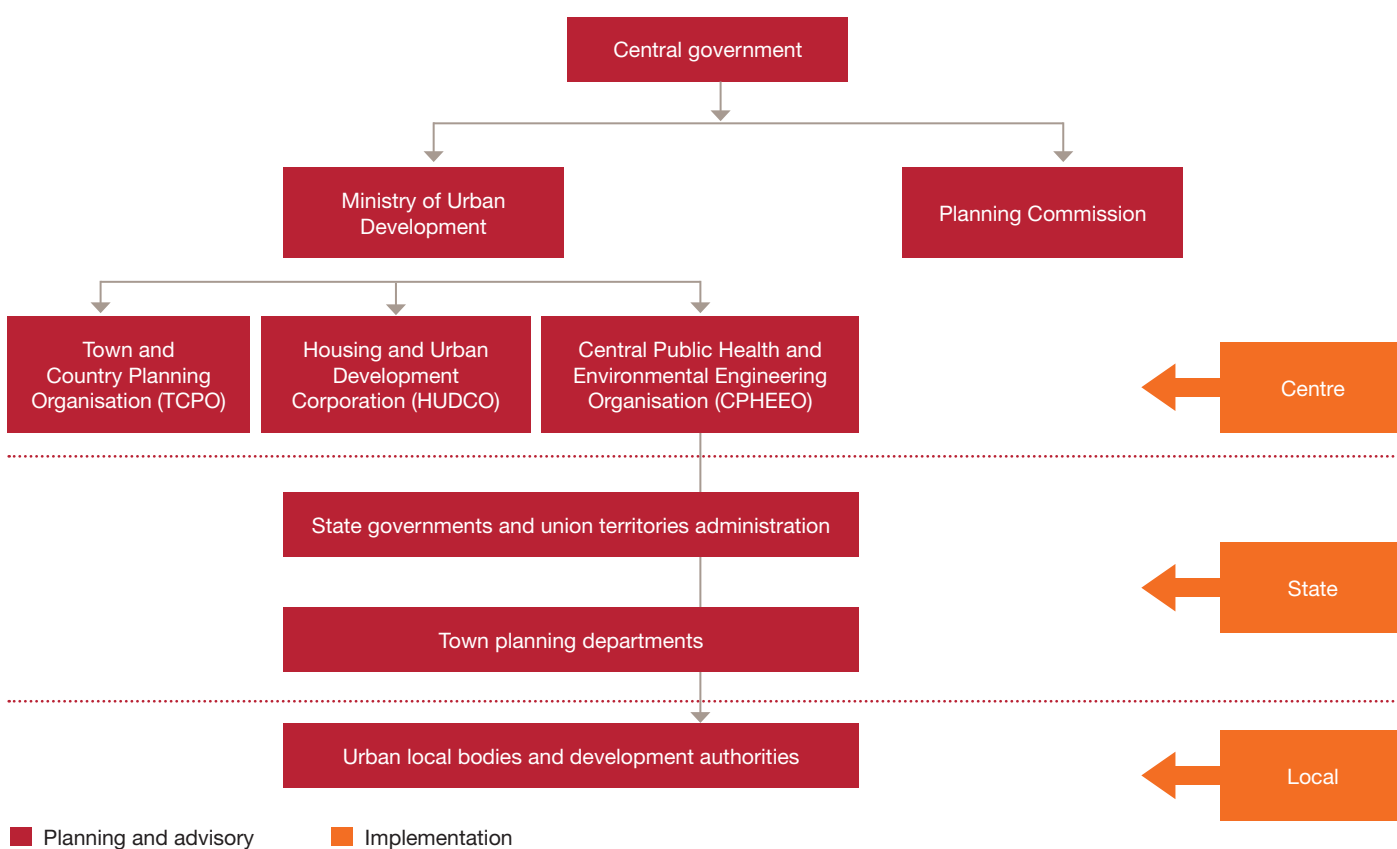 Central government
Ministry of Urban
Development
Planning Commission
Town and
Country Planning
Organisation (TCPO)
Housing and Urban
Development
Corporation (HUDCO)
Central Public Health and
Environmental Engineering
Organisation (CPHEEO)
Centre
State governments and union territories administration
State
Town planning departments
Urban local bodies and development authorities
Local
Planning and advisory
Implementation